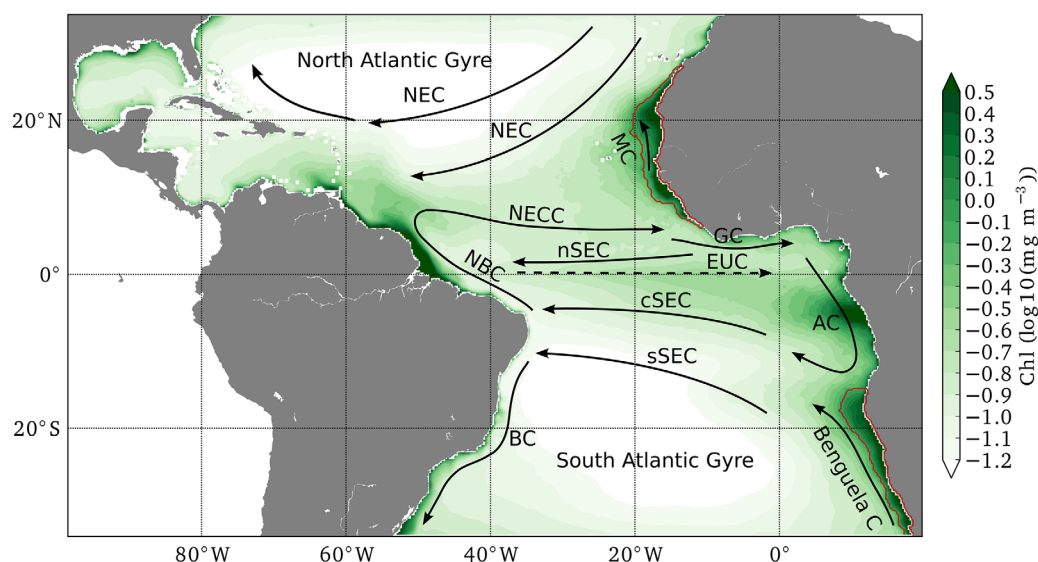 North Atlantic Gyre
NEC
NEC
MC
NECC
GC
nSEC
EUC
NBC
cSEC
AC
sSEC
BC
South Atlantic Gyre
Benguela C
20°N
0°
20°S
80°W
60°W
40°W
20°W
0°
0.5
0.4
0.3
0.2
0.1
0.0
−0.1
−0.2
−0.3
−0.4
−0.5
−0.6
−0.7
−0.8
−0.9
−1.0
−1.1
−1.2
Chl (log10(mg m⁻³))